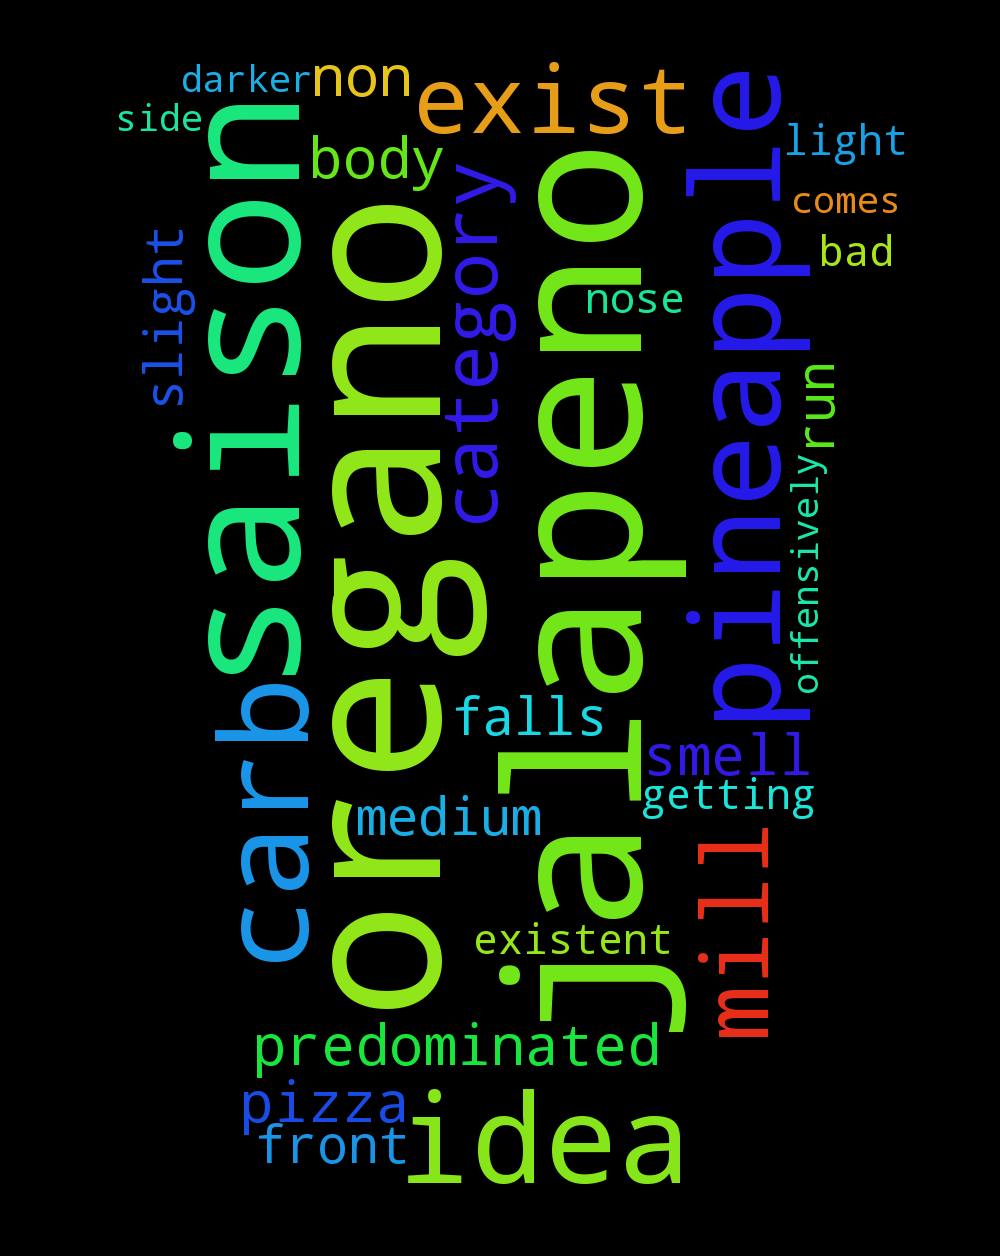 darker
non
exist
side
body
light
saison
oregano
category
jalapeno
pineapple
comes
bad
slight
nose
run
offensively
carb
falls
smell
getting
medium
mill
existent
predominated
pizza
front
idea